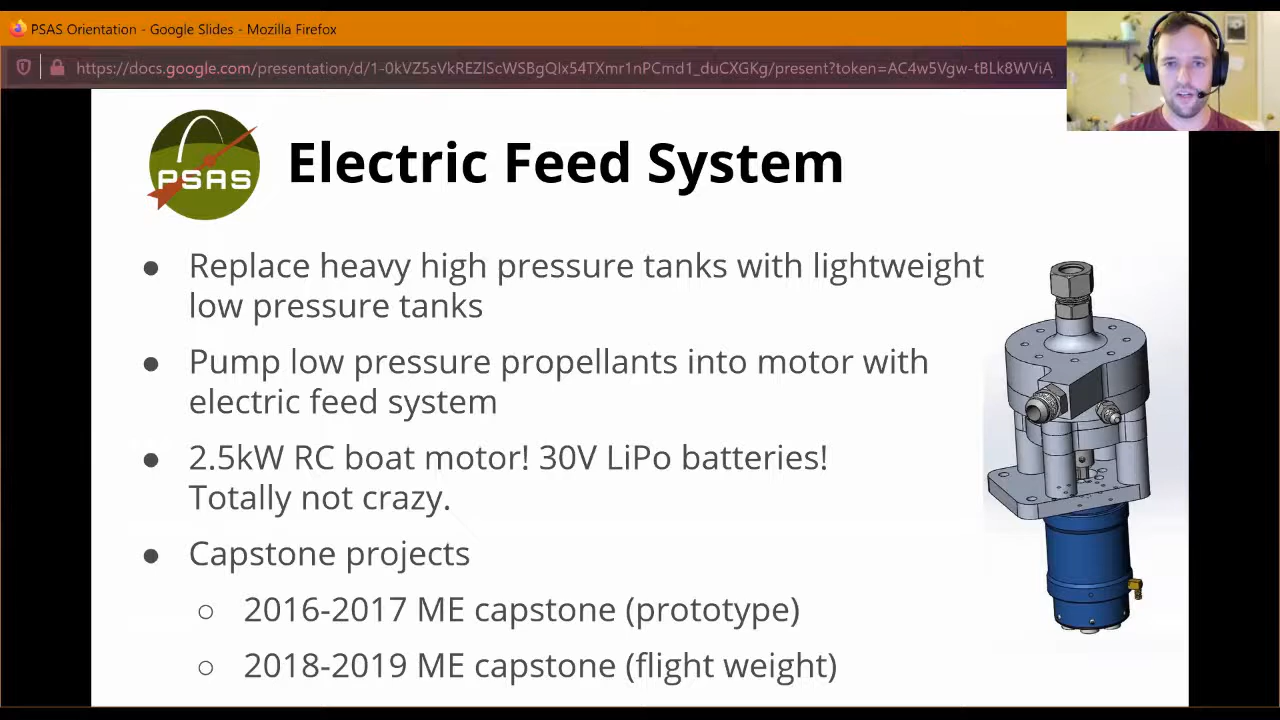 PSAS Orientation - Google Slides - Mozilla Firefox
https://docs.google.com/presentation/d/1-0kVZ5sVkREZlScWSBgQlx54TXmr1nPCmd1_duCXGKg/present?token=AC4w5Vgw-tBLk8WViA
PSAS
Electric Feed System
● Replace heavy high pressure tanks with lightweight
low pressure tanks
● Pump low pressure propellants into motor with
electric feed system
● 2.5kW RC boat motor! 30V LiPo batteries!
Totally not crazy.
● Capstone projects
○ 2016-2017 ME capstone (prototype)
○ 2018-2019 ME capstone (flight weight)